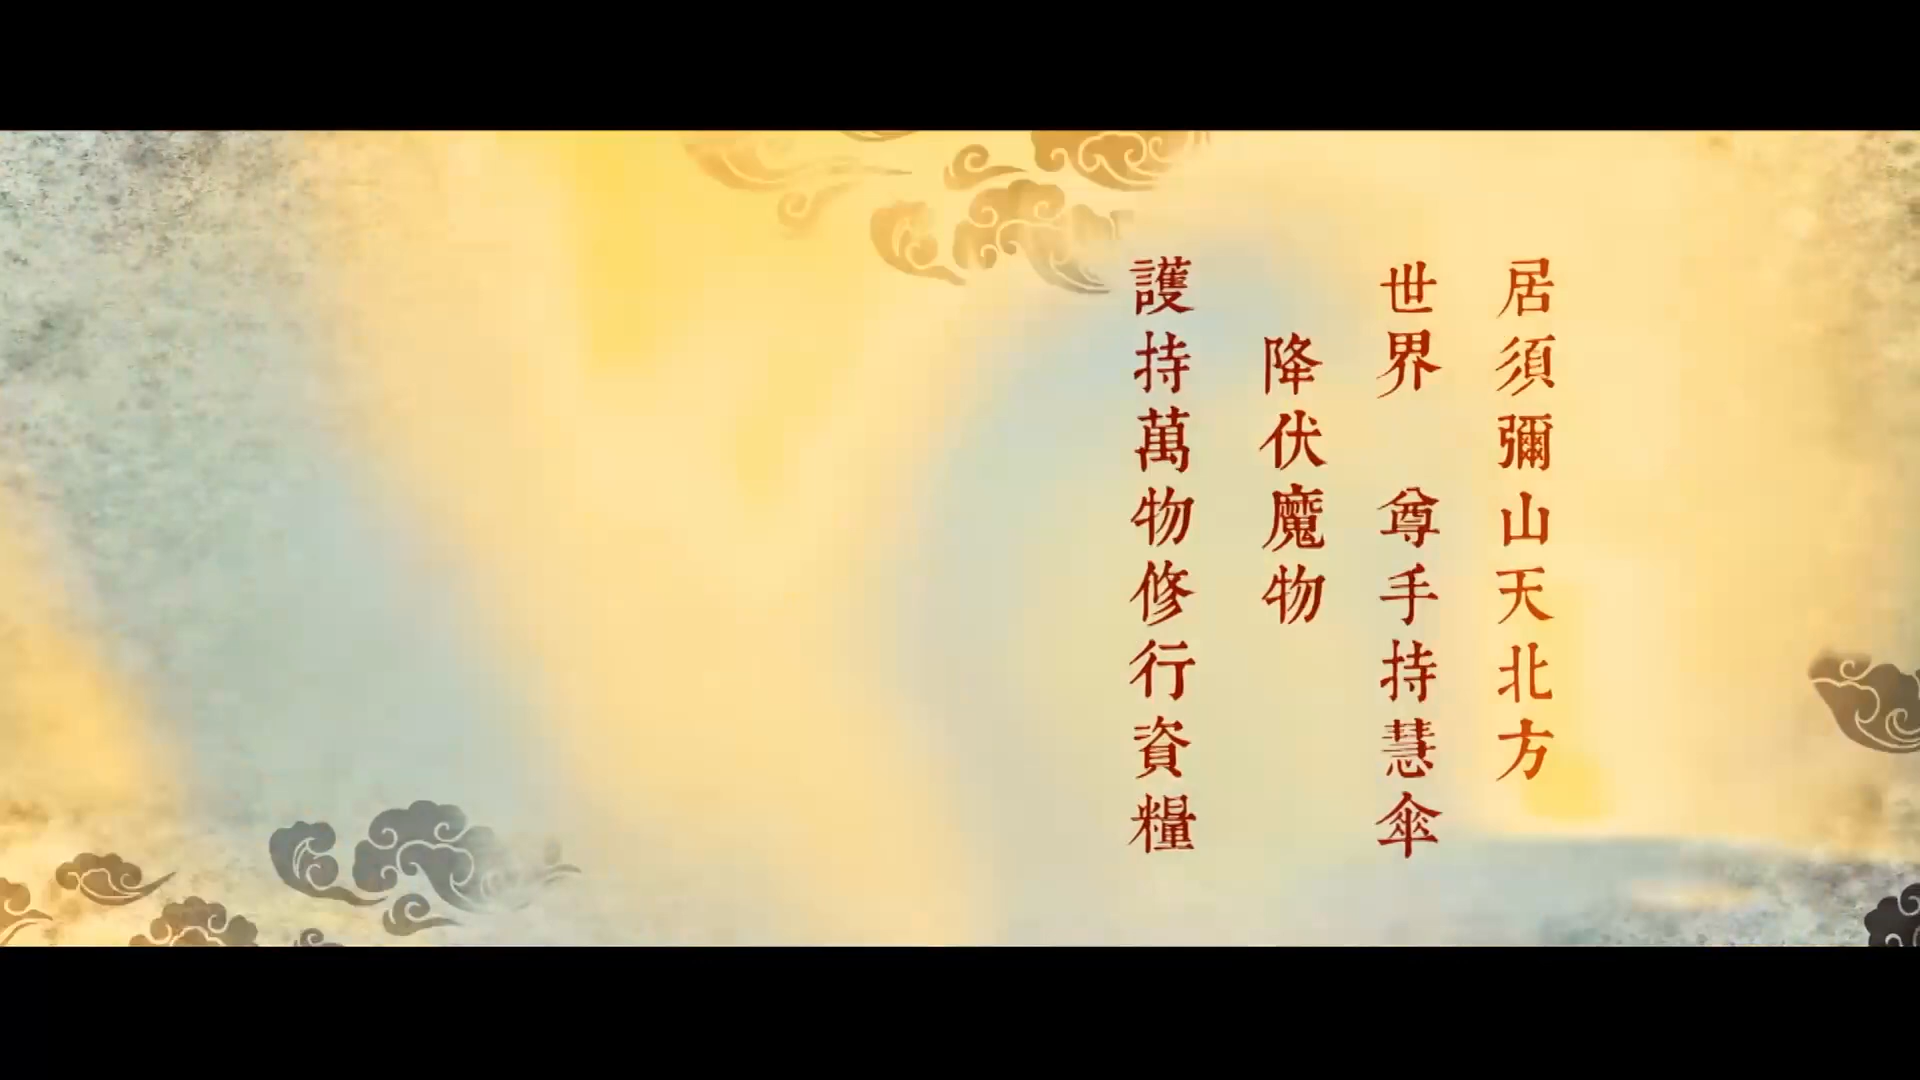 居須彌山天北方
世界 尊手持慧傘
降伏魔物
護持萬物修行資糧